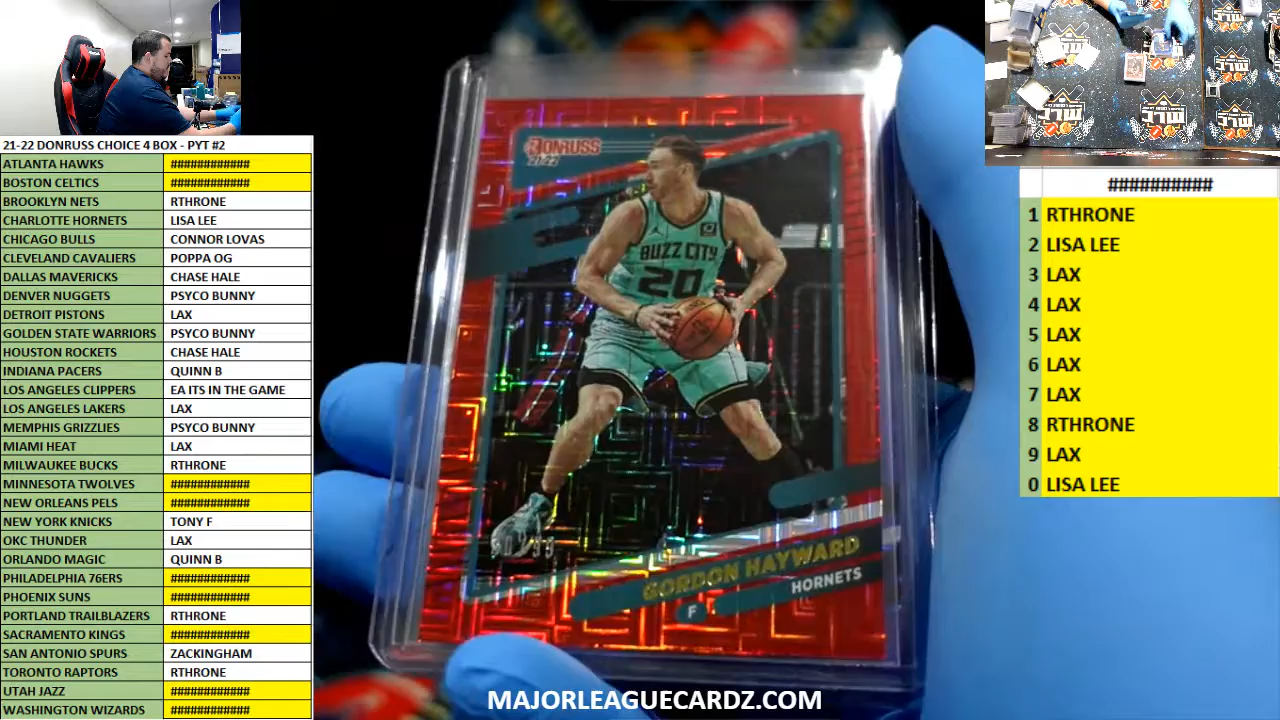 21-22 DONRUSS CHOICE 4 BOX - PYT #2
ATLANTA HAWKS ############
BOSTON CELTICS ############
BROOKLYN NETS RTHRONE
CHARLOTTE HORNETS LISA LEE
CHICAGO BULLS CONNOR LOVAS
CLEVELAND CAVALIERS POPPA OG
DALLAS MAVERICKS CHASE HALE
DENVER NUGGETS PSYCO BUNNY
DETROIT PISTONS LAX
GOLDEN STATE WARRIORS PSYCO BUNNY
HOUSTON ROCKETS CHASE HALE
INDIANA PACERS QUINN B
LOS ANGELES CLIPPERS EA ITS IN THE GAME
LOS ANGELES LAKERS LAX
MEMPHIS GRIZZLIES PSYCO BUNNY
MIAMI HEAT LAX
MILWAUKEE BUCKS RTHRONE
MINNESOTA TWOLVES ############
NEW ORLEANS PELS ############
NEW YORK KNICKS TONY F
OKC THUNDER LAX
ORLANDO MAGIC QUINN B
PHILADELPHIA 76ERS ############
PHOENIX SUNS ############
PORTLAND TRAILBLAZERS RTHRONE
SACRAMENTO KINGS ############
SAN ANTONIO SPURS ZACKINGHAM
TORONTO RAPTORS RTHRONE
UTAH JAZZ ############
WASHINGTON WIZARDS ############
DONRUSS
21-22
BUZZ CITY
20
GORDON HAYWARD
F HORNETS
MAJORLEAGUECARDZ.COM
MLC
##########
1 RTHRONE
2 LISA LEE
3 LAX
4 LAX
5 LAX
6 LAX
7 LAX
8 RTHRONE
9 LAX
0 LISA LEE